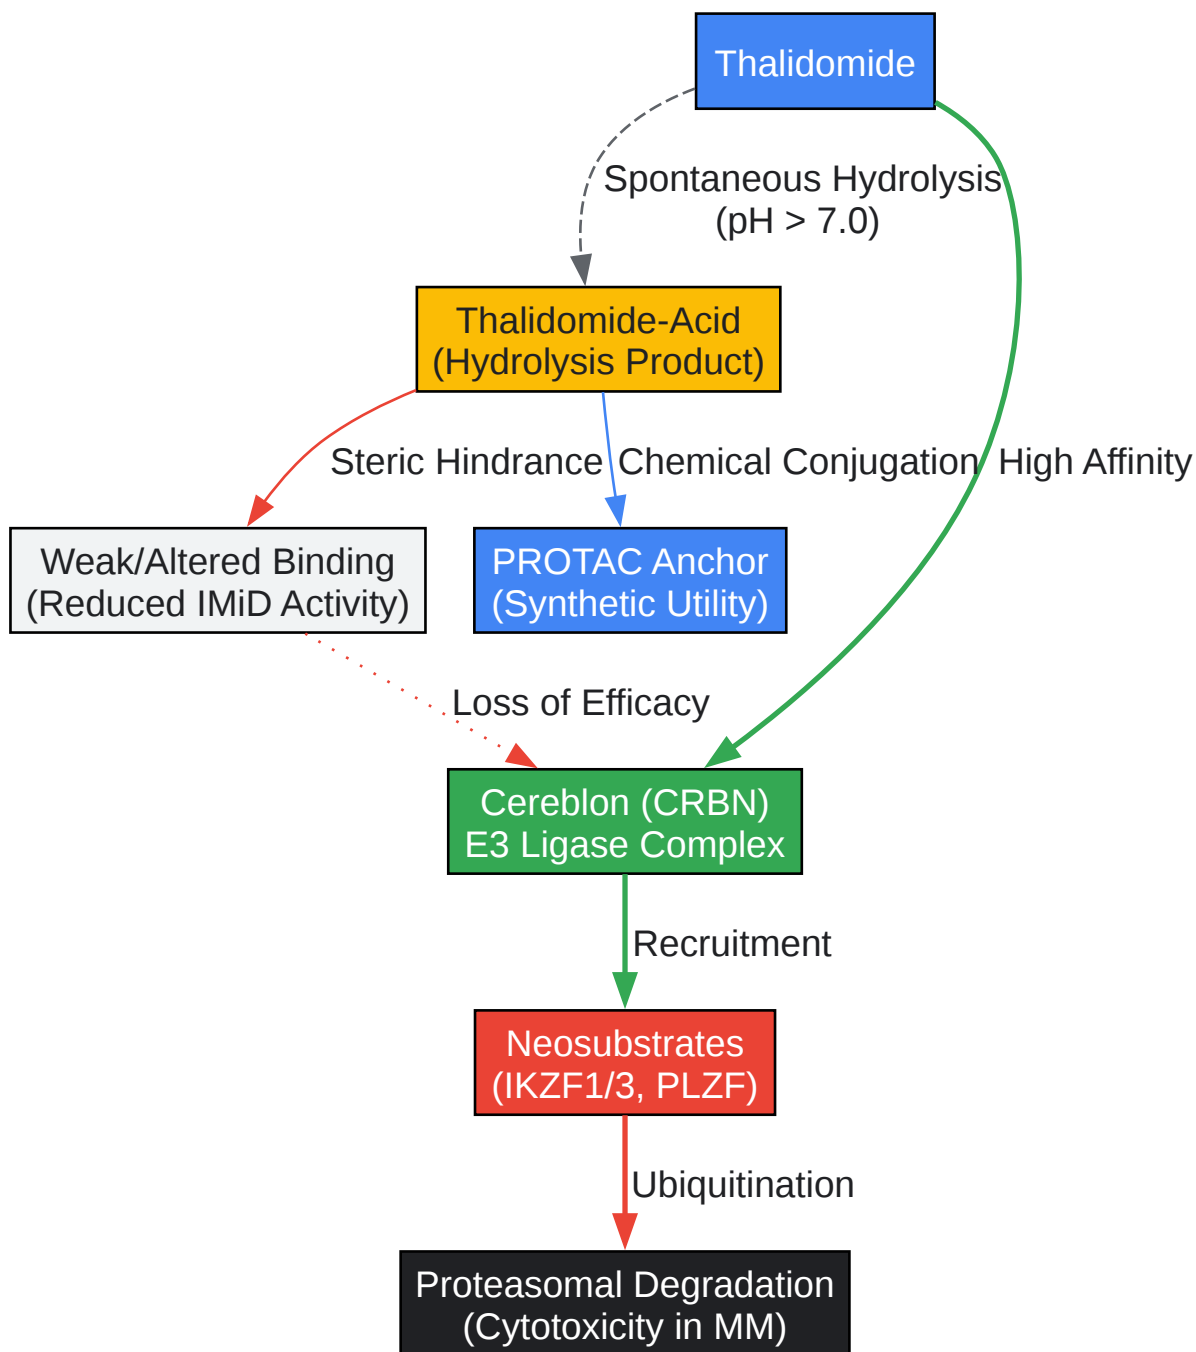 Thalidomide
Spontaneous Hydrolysis
(pH > 7.0)
Thalidomide-Acid
(Hydrolysis Product)
Steric Hindrance
Chemical Conjugation
High Affinity
Weak/Altered Binding
(Reduced IMiD Activity)
PROTAC Anchor
(Synthetic Utility)
Loss of Efficacy
Cereblon (CRBN)
E3 Ligase Complex
Recruitment
Neosubstrates
(IKZF1/3, PLZF)
Ubiquitination
Proteasomal Degradation
(Cytotoxicity in MM)